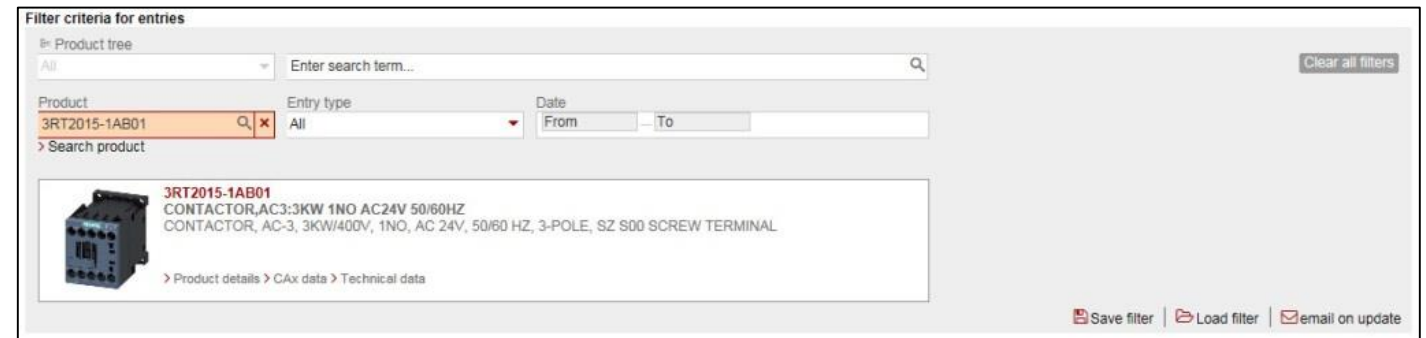 Filter criteria for entries
Product tree
All
Enter search term...
Clear all filters
Product
Entry type
Date
3RT2015-1AB01
All
From
To
> Search product
3RT2015-1AB01
CONTACTOR,AC3:3KW 1NO AC24V 50/60HZ
CONTACTOR, AC-3, 3KW/400V, 1NO, AC 24V, 50/60 HZ, 3-POLE, SZ S00 SCREW TERMINAL
> Product details > CAx data > Technical data
Save filter | Load filter | email on update